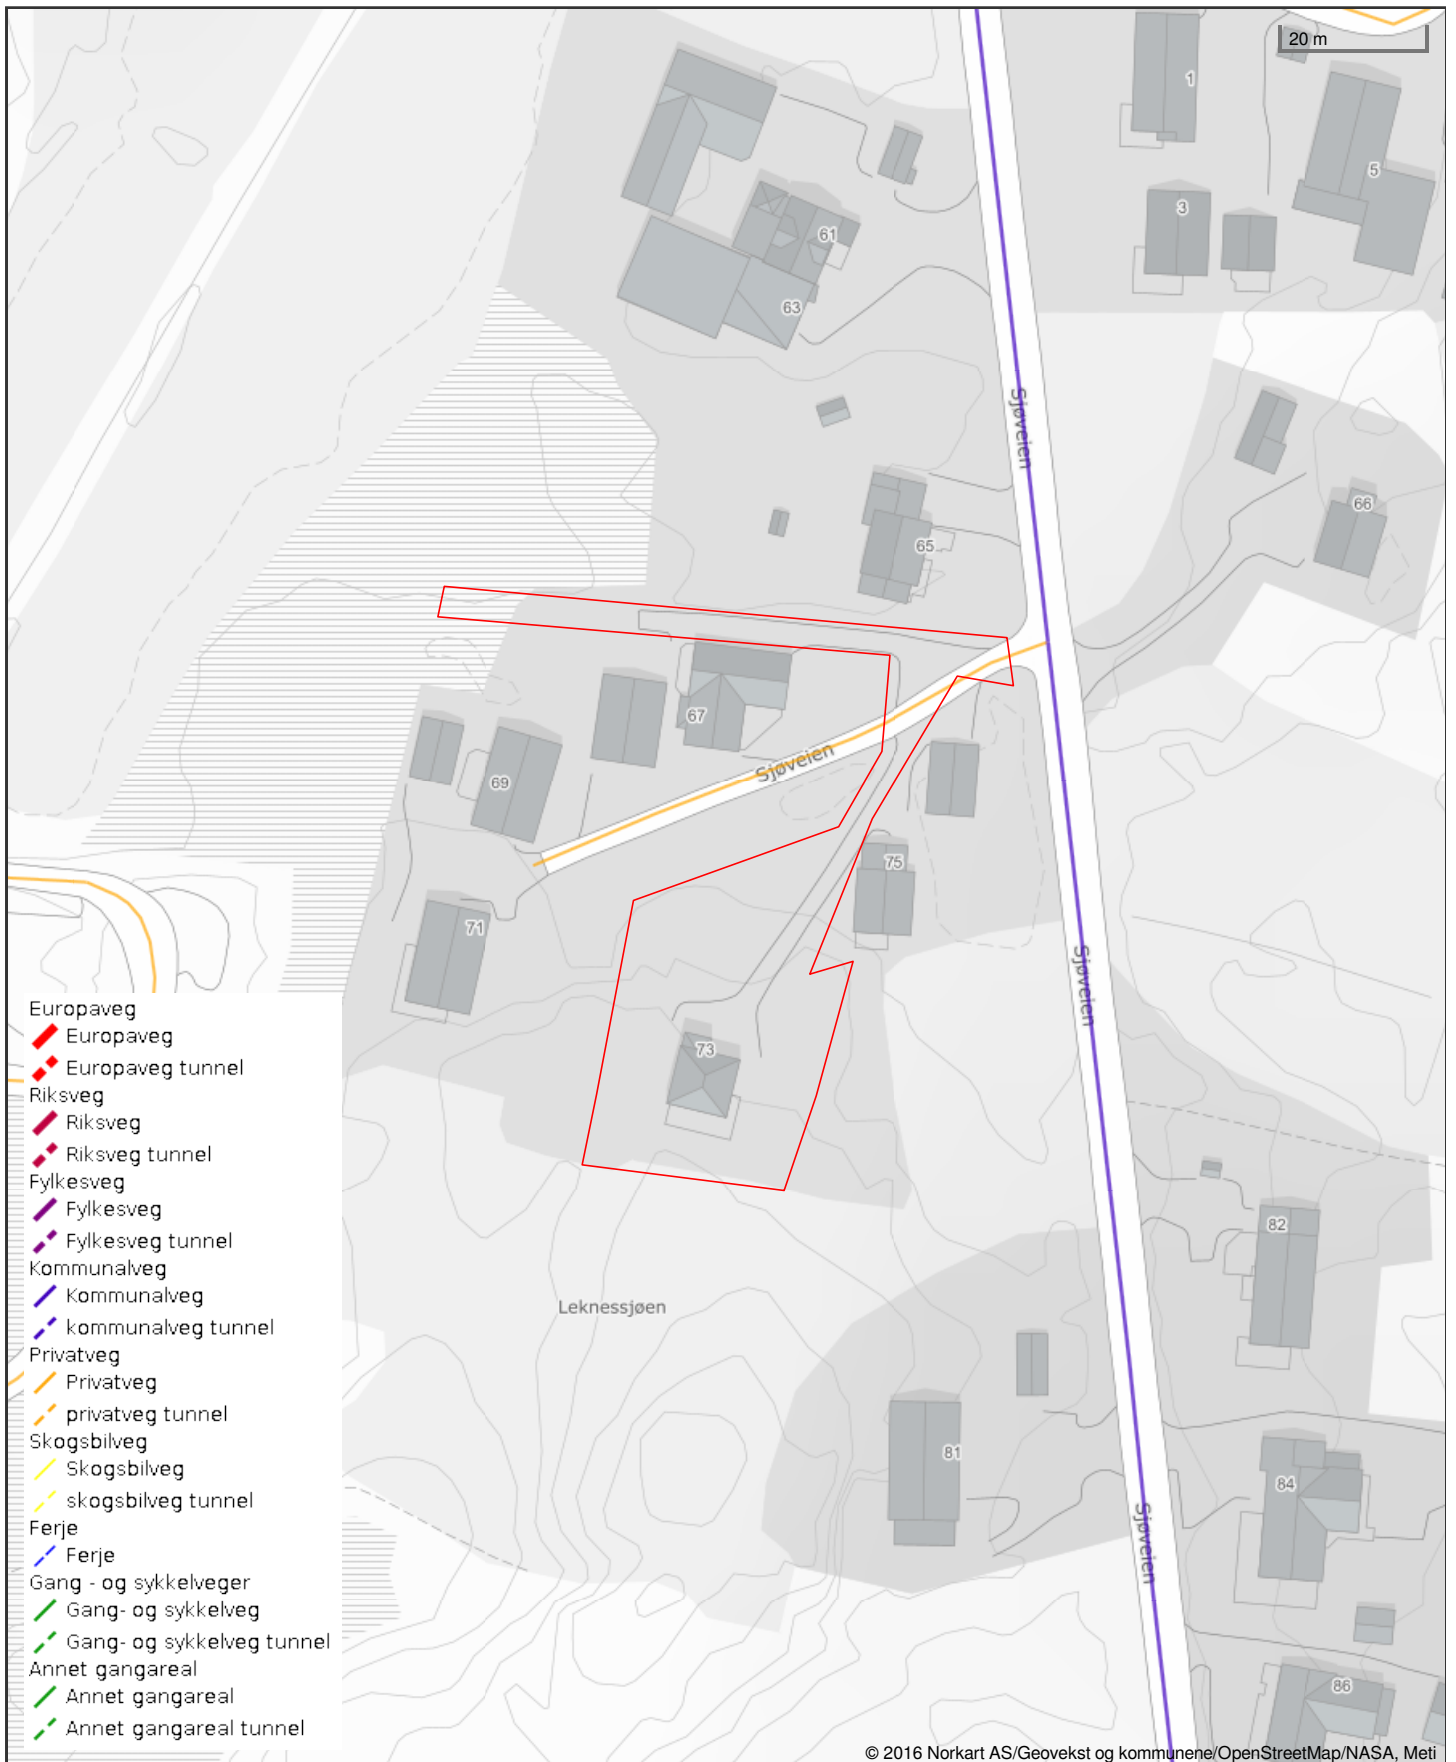 20 m
1
5
3
61
63
Sjøveien
66
65
67
Sjøveien
69
75
71
Sjøveien
73
Europaveg
Europaveg
Europaveg tunnel
Riksveg
Riksveg
Riksveg tunnel
Fylkesveg
Fylkesveg
Fylkesveg tunnel
Kommunalveg
Kommunalveg
kommunalveg tunnel
Privatveg
Privatveg
privatveg tunnel
Skogsbilveg
Skogsbilveg
skogsbilveg tunnel
Ferje
Ferje
Gang - og sykkelveger
Gang- og sykkelveg
Gang- og sykkelveg tunnel
Annet gangareal
Annet gangareal
Annet gangareal tunnel
82
Leknessjøen
81
84
Sjøveien
86
© 2016 Norkart AS/Geovekst og kommunene/OpenStreetMap/NASA, Meti